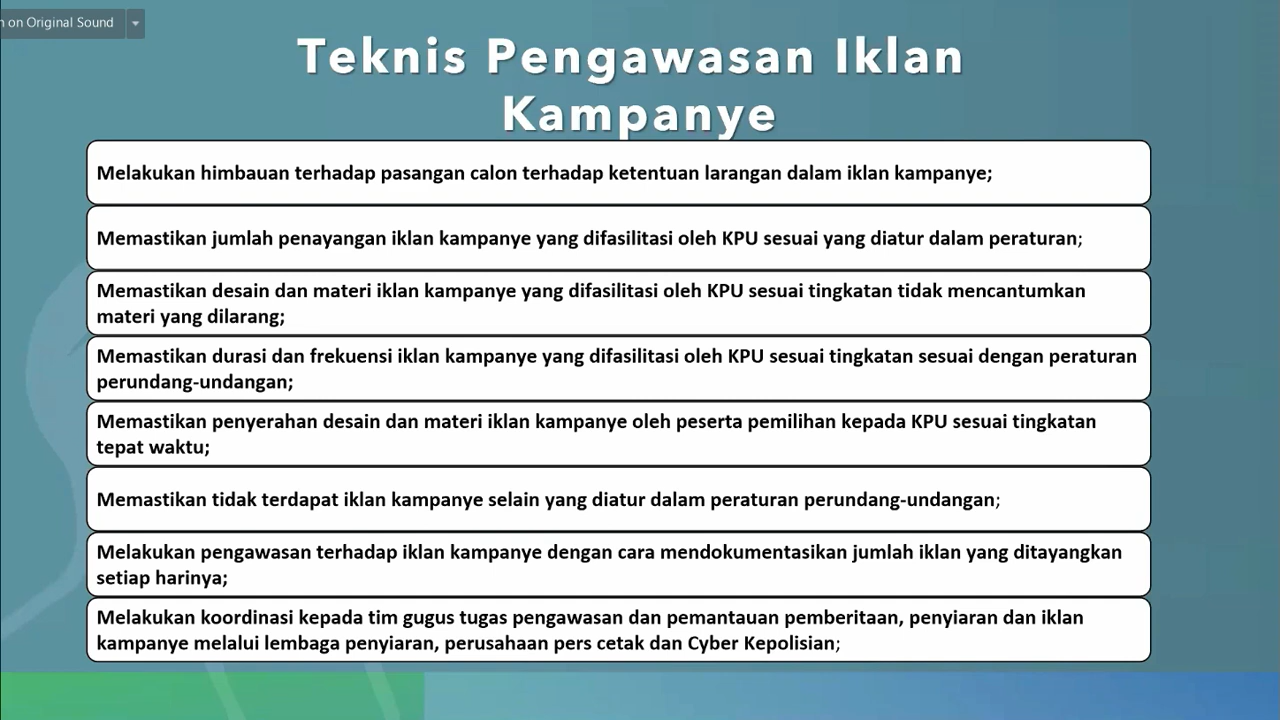 on Original Sound
Teknis Pengawasan Iklan
Kampanye
Melakukan himbauan terhadap pasangan calon terhadap ketentuan larangan dalam iklan kampanye;
Memastikan jumlah penayangan iklan kampanye yang difasilitasi oleh KPU sesuai yang diatur dalam peraturan;
Memastikan desain dan materi iklan kampanye yang difasilitasi oleh KPU sesuai tingkatan tidak mencantumkan
materi yang dilarang;
Memastikan durasi dan frekuensi iklan kampanye yang difasilitasi oleh KPU sesuai tingkatan sesuai dengan peraturan
perundang-undangan;
Memastikan penyerahan desain dan materi iklan kampanye oleh peserta pemilihan kepada KPU sesuai tingkatan
tepat waktu;
Memastikan tidak terdapat iklan kampanye selain yang diatur dalam peraturan perundang-undangan;
Melakukan pengawasan terhadap iklan kampanye dengan cara mendokumentasikan jumlah iklan yang ditayangkan
setiap harinya;
Melakukan koordinasi kepada tim gugus tugas pengawasan dan pemantauan pemberitaan, penyiaran dan iklan
kampanye melalui lembaga penyiaran, perusahaan pers cetak dan Cyber Kepolisian;